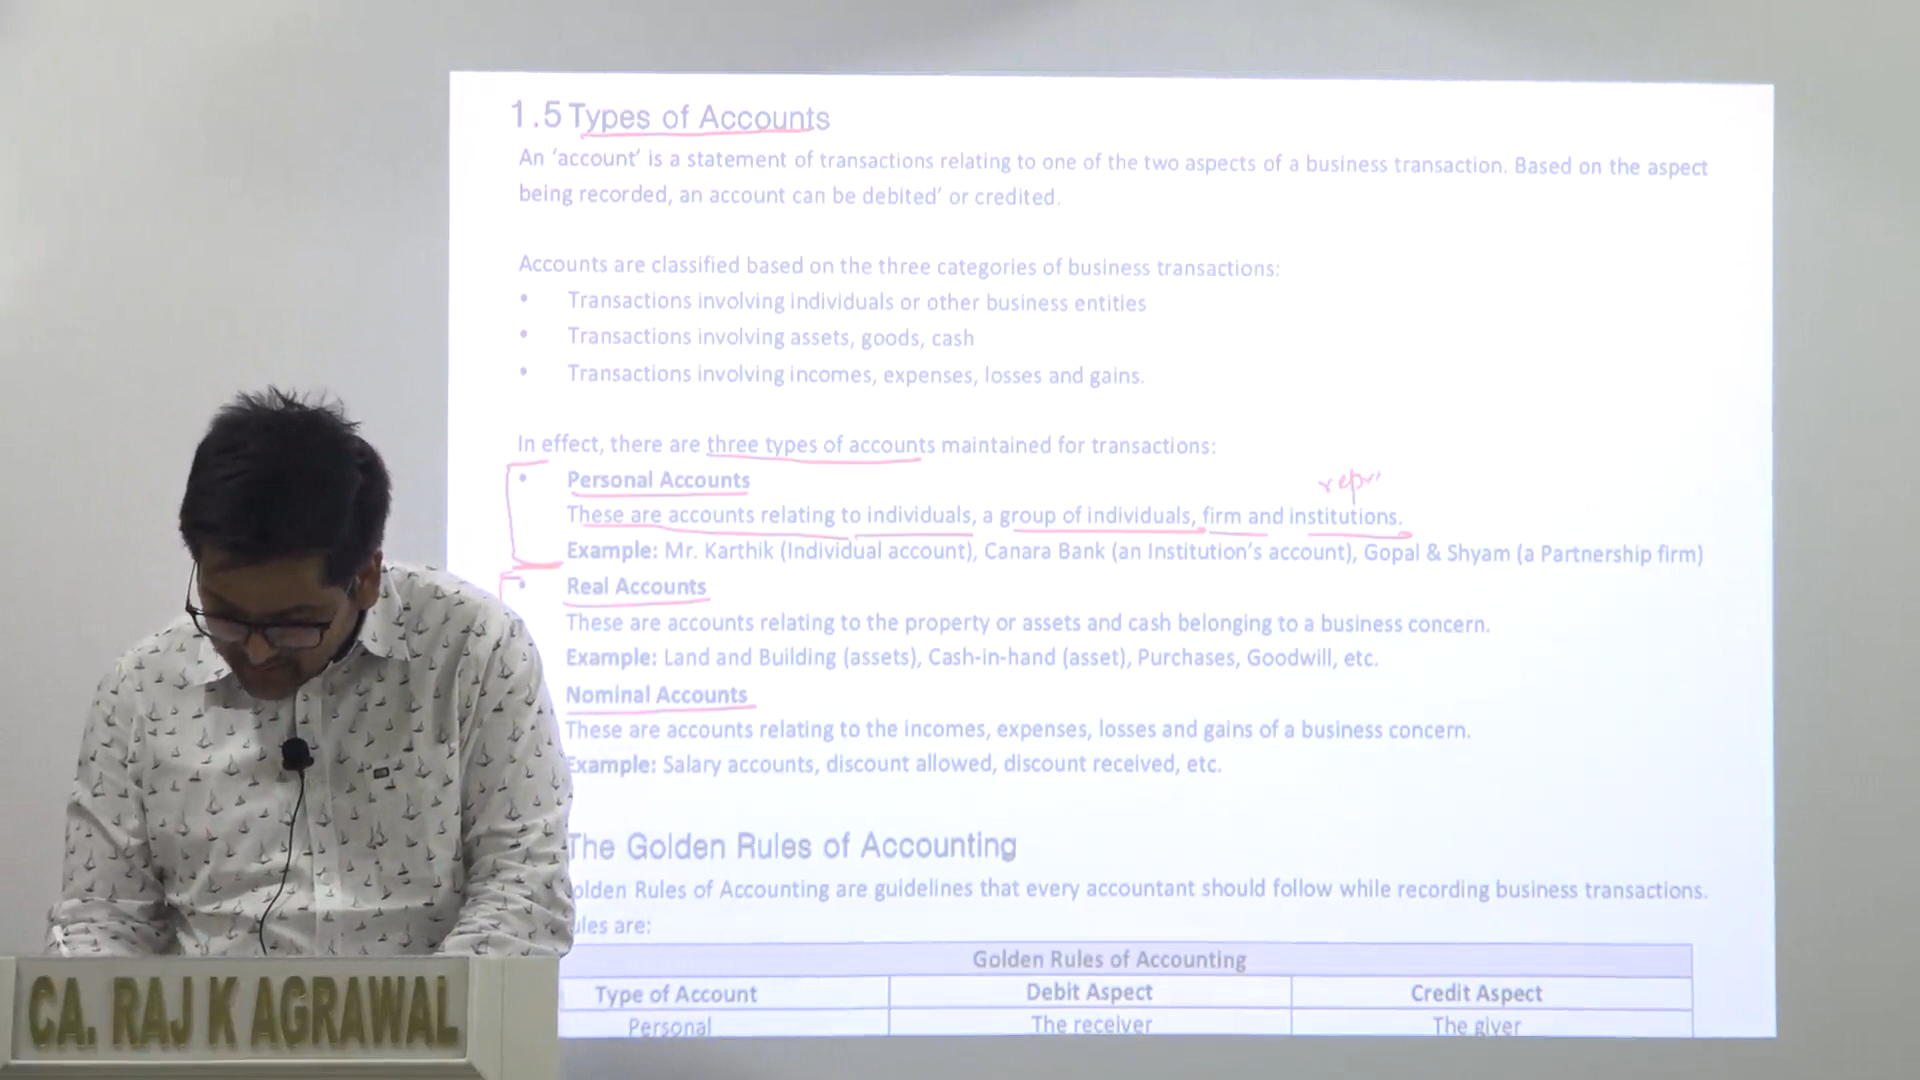 1.5 Types of Accounts
An ‘account’ is a statement of transactions relating to one of the two aspects of a business transaction. Based on the aspect
being recorded, an account can be debited’ or credited.
Accounts are classified based on the three categories of business transactions:
• Transactions involving individuals or other business entities
• Transactions involving assets, goods, cash
• Transactions involving incomes, expenses, losses and gains.
In effect, there are three types of accounts maintained for transactions:
• Personal Accounts
repr
These are accounts relating to individuals, a group of individuals, firm and institutions.
Example: Mr. Karthik (Individual account), Canara Bank (an Institution’s account), Gopal & Shyam (a Partnership firm)
• Real Accounts
These are accounts relating to the property or assets and cash belonging to a business concern.
Example: Land and Building (assets), Cash-in-hand (asset), Purchases, Goodwill, etc.
Nominal Accounts
These are accounts relating to the incomes, expenses, losses and gains of a business concern.
Example: Salary accounts, discount allowed, discount received, etc.
The Golden Rules of Accounting
olden Rules of Accounting are guidelines that every accountant should follow while recording business transactions.
ules are:
Golden Rules of Accounting
Type of Account Debit Aspect Credit Aspect
Personal The receiver The giver
CA. RAJ K AGRAWAL